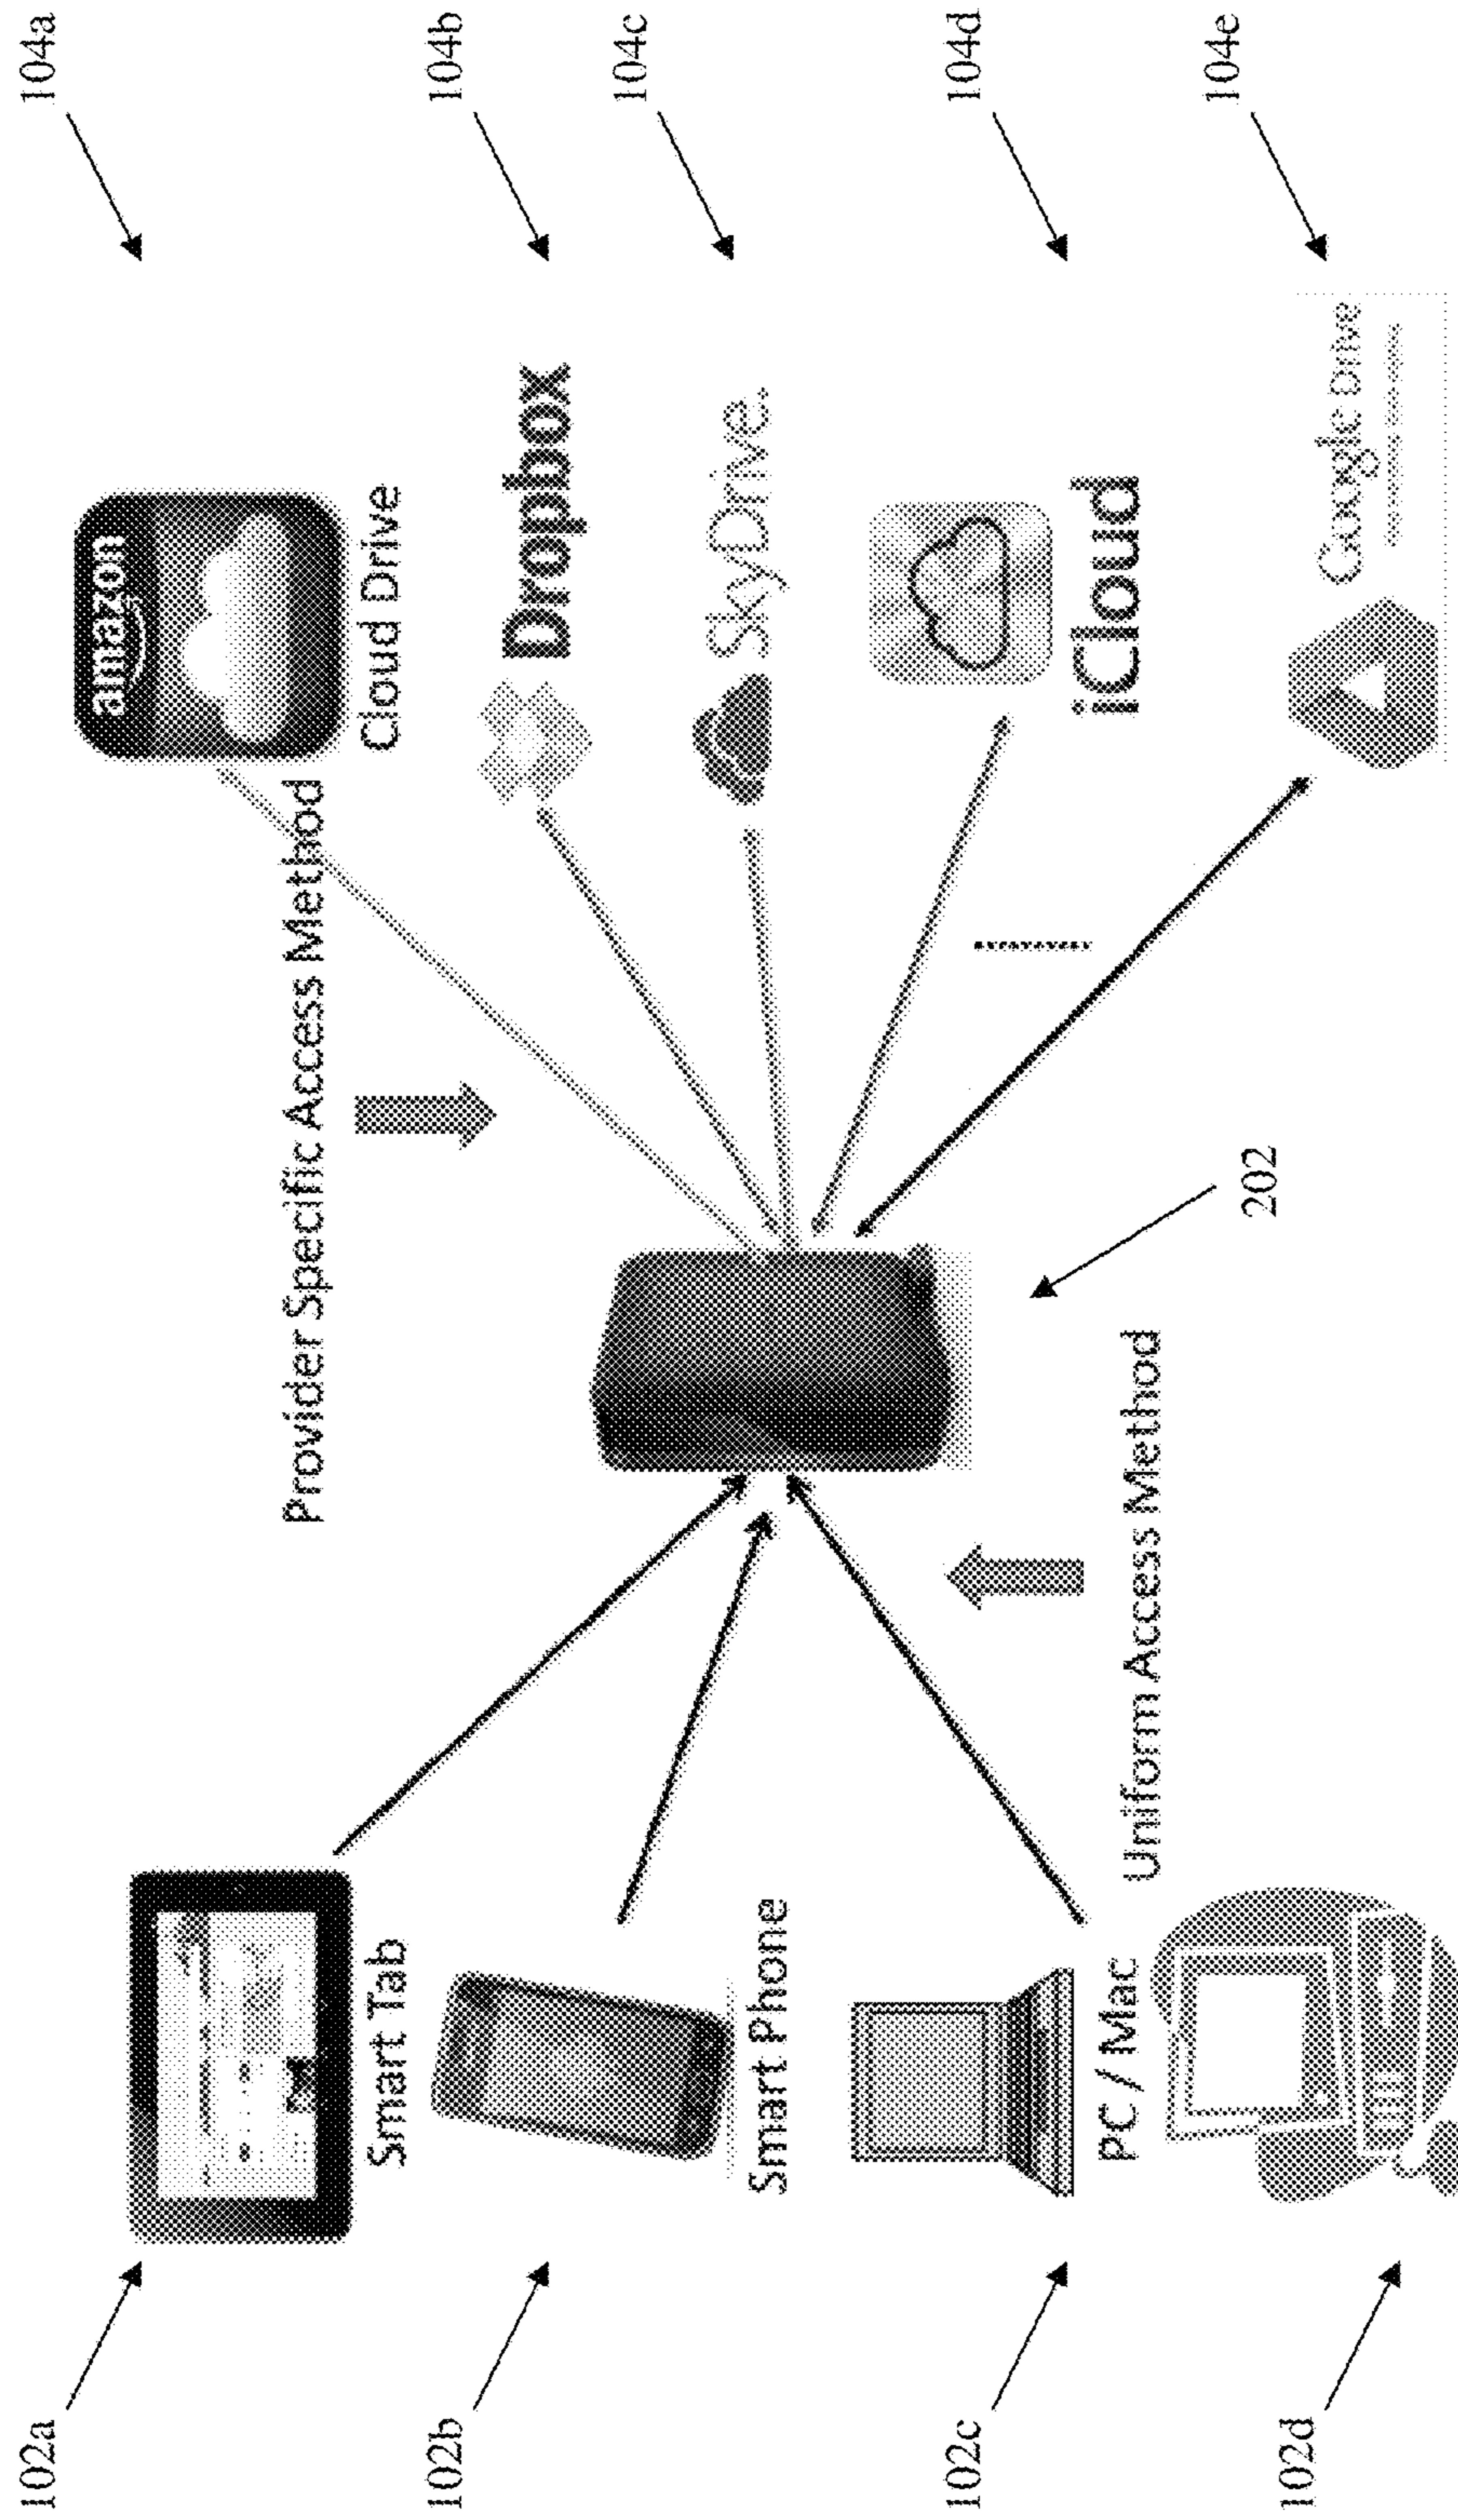 102a
102b
102c
102d
Smart Tab
Smart Phone
PC / Mac
Uniform Access Method
202
Provider Specific Access Method
amazon
Cloud Drive
Dropbox
SkyDrive.
iCloud
Google Drive
104a
104b
104c
104d
104e